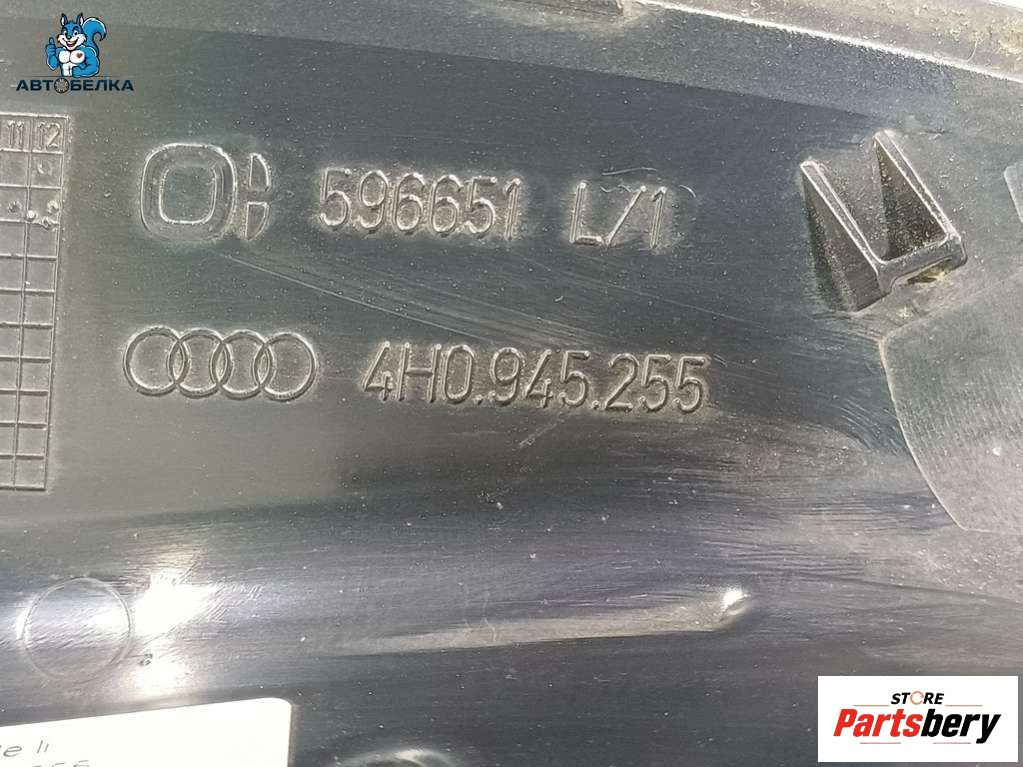 АВТОБЕЛКА
11 12
596651 L/1
4H0.945.255
STORE
Partsbery